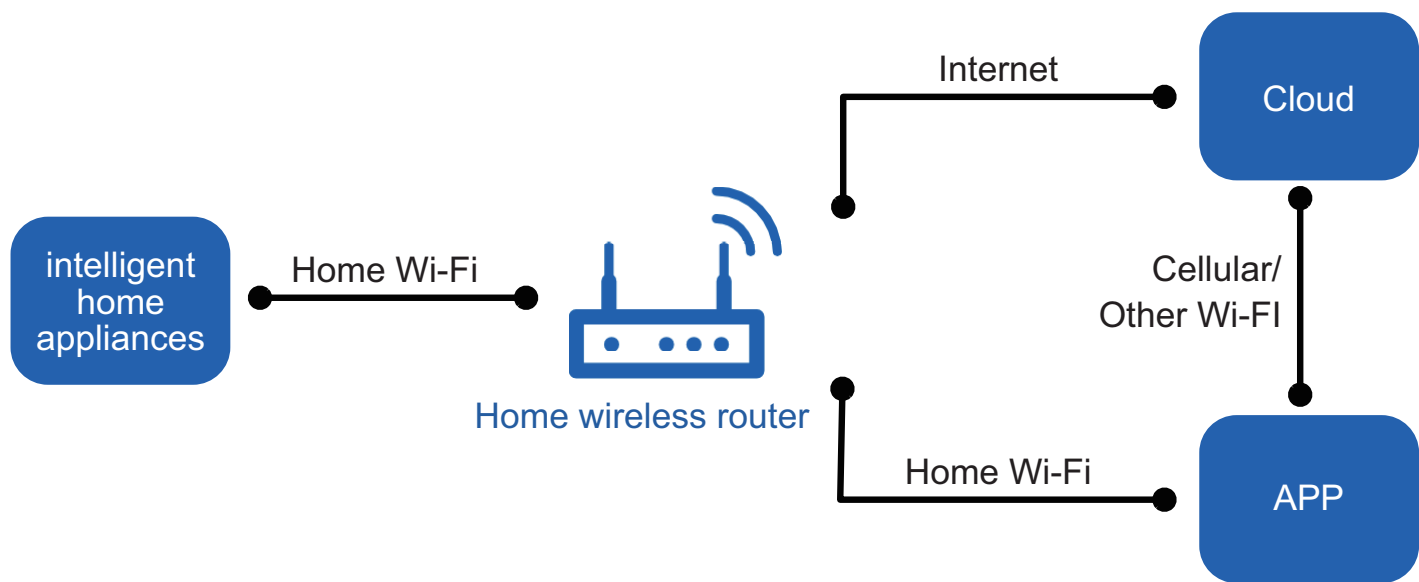 Internet
Cloud
intelligent
home
appliances
Home Wi-Fi
Cellular/
Other Wi-FI
Home wireless router
Home Wi-Fi
APP